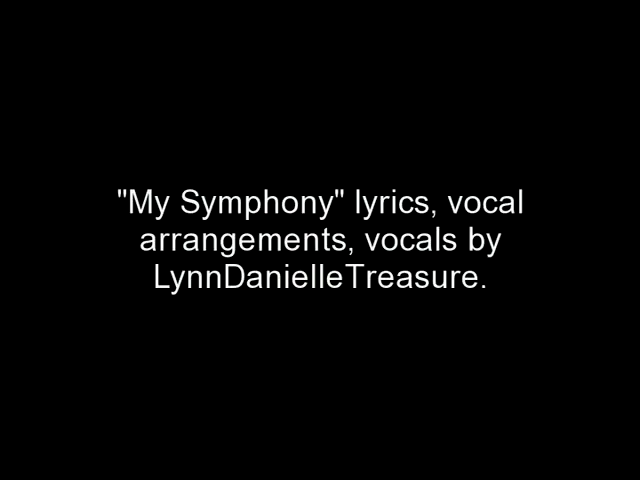 "My Symphony" lyrics, vocal
arrangements, vocals by
LynnDanielleTreasure.